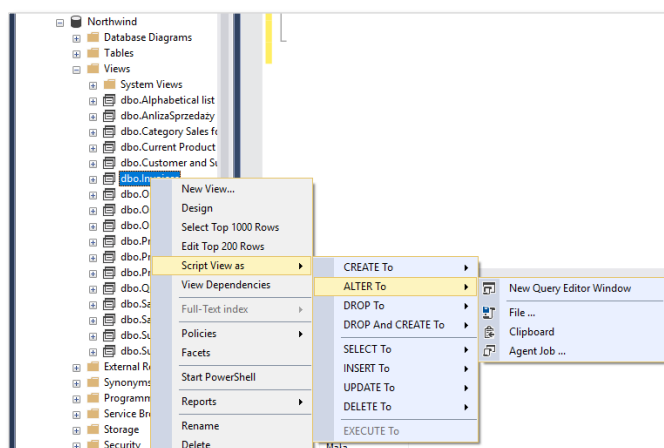 Northwind
Database Diagrams
Tables
Views
System Views
dbo.Alphabetical list
dbo.AnlizaSprzedaży
dbo.Category Sales fo
dbo.Current Product
dbo.Customer and Su
dbo.Invoices
dbo.O
dbo.O
dbo.O
dbo.Pr
dbo.Pr
dbo.Pr
dbo.Q
dbo.Sa
dbo.Sa
dbo.Su
dbo.Su
External Re
Synonyms
Programm
Service Bro
Storage
Security
New View...
Design
Select Top 1000 Rows
Edit Top 200 Rows
Script View as
View Dependencies
Full-Text index
Policies
Facets
Start PowerShell
Reports
Rename
Delete
CREATE To
ALTER To
DROP To
DROP And CREATE To
SELECT To
INSERT To
UPDATE To
DELETE To
EXECUTE To
New Query Editor Window
File ...
Clipboard
Agent Job ...